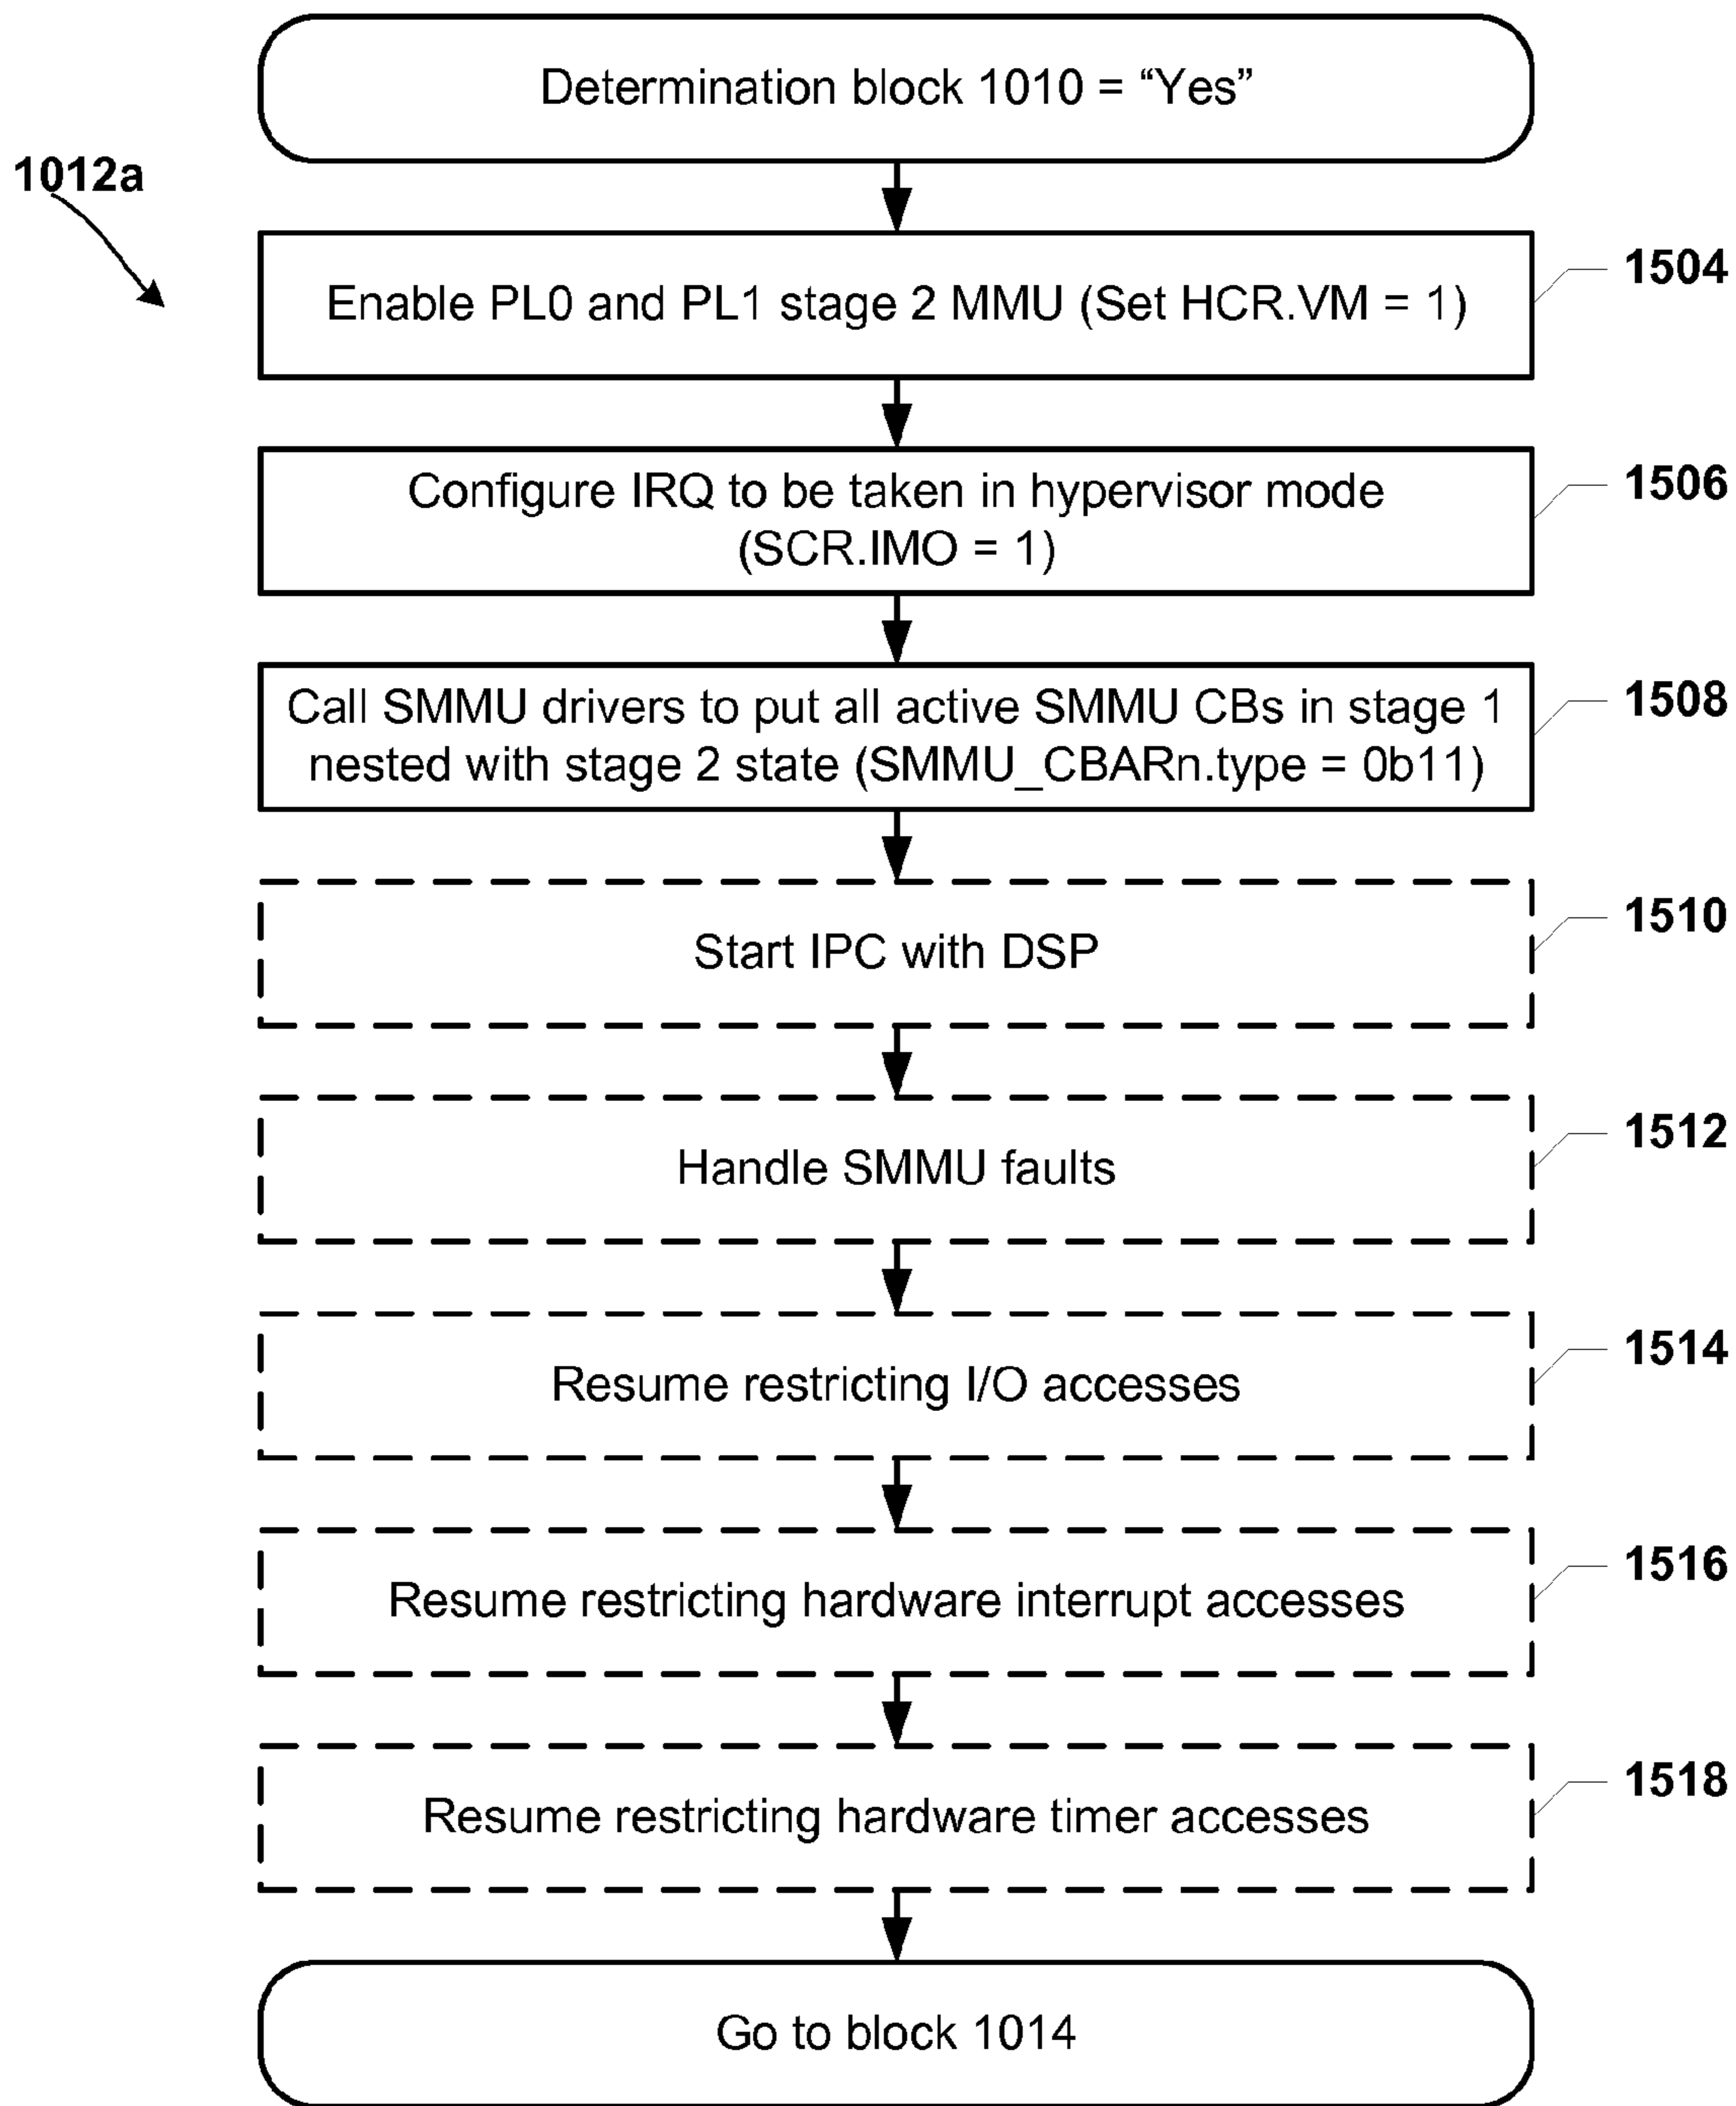 Determination block 1010 = “Yes”
1012a
Enable PL0 and PL1 stage 2 MMU (Set HCR.VM = 1)
1504
Configure IRQ to be taken in hypervisor mode
(SCR.IMO = 1)
1506
Call SMMU drivers to put all active SMMU CBs in stage 1
nested with stage 2 state (SMMU_CBARn.type = 0b11)
1508
Start IPC with DSP
1510
Handle SMMU faults
1512
Resume restricting I/O accesses
1514
Resume restricting hardware interrupt accesses
1516
Resume restricting hardware timer accesses
1518
Go to block 1014